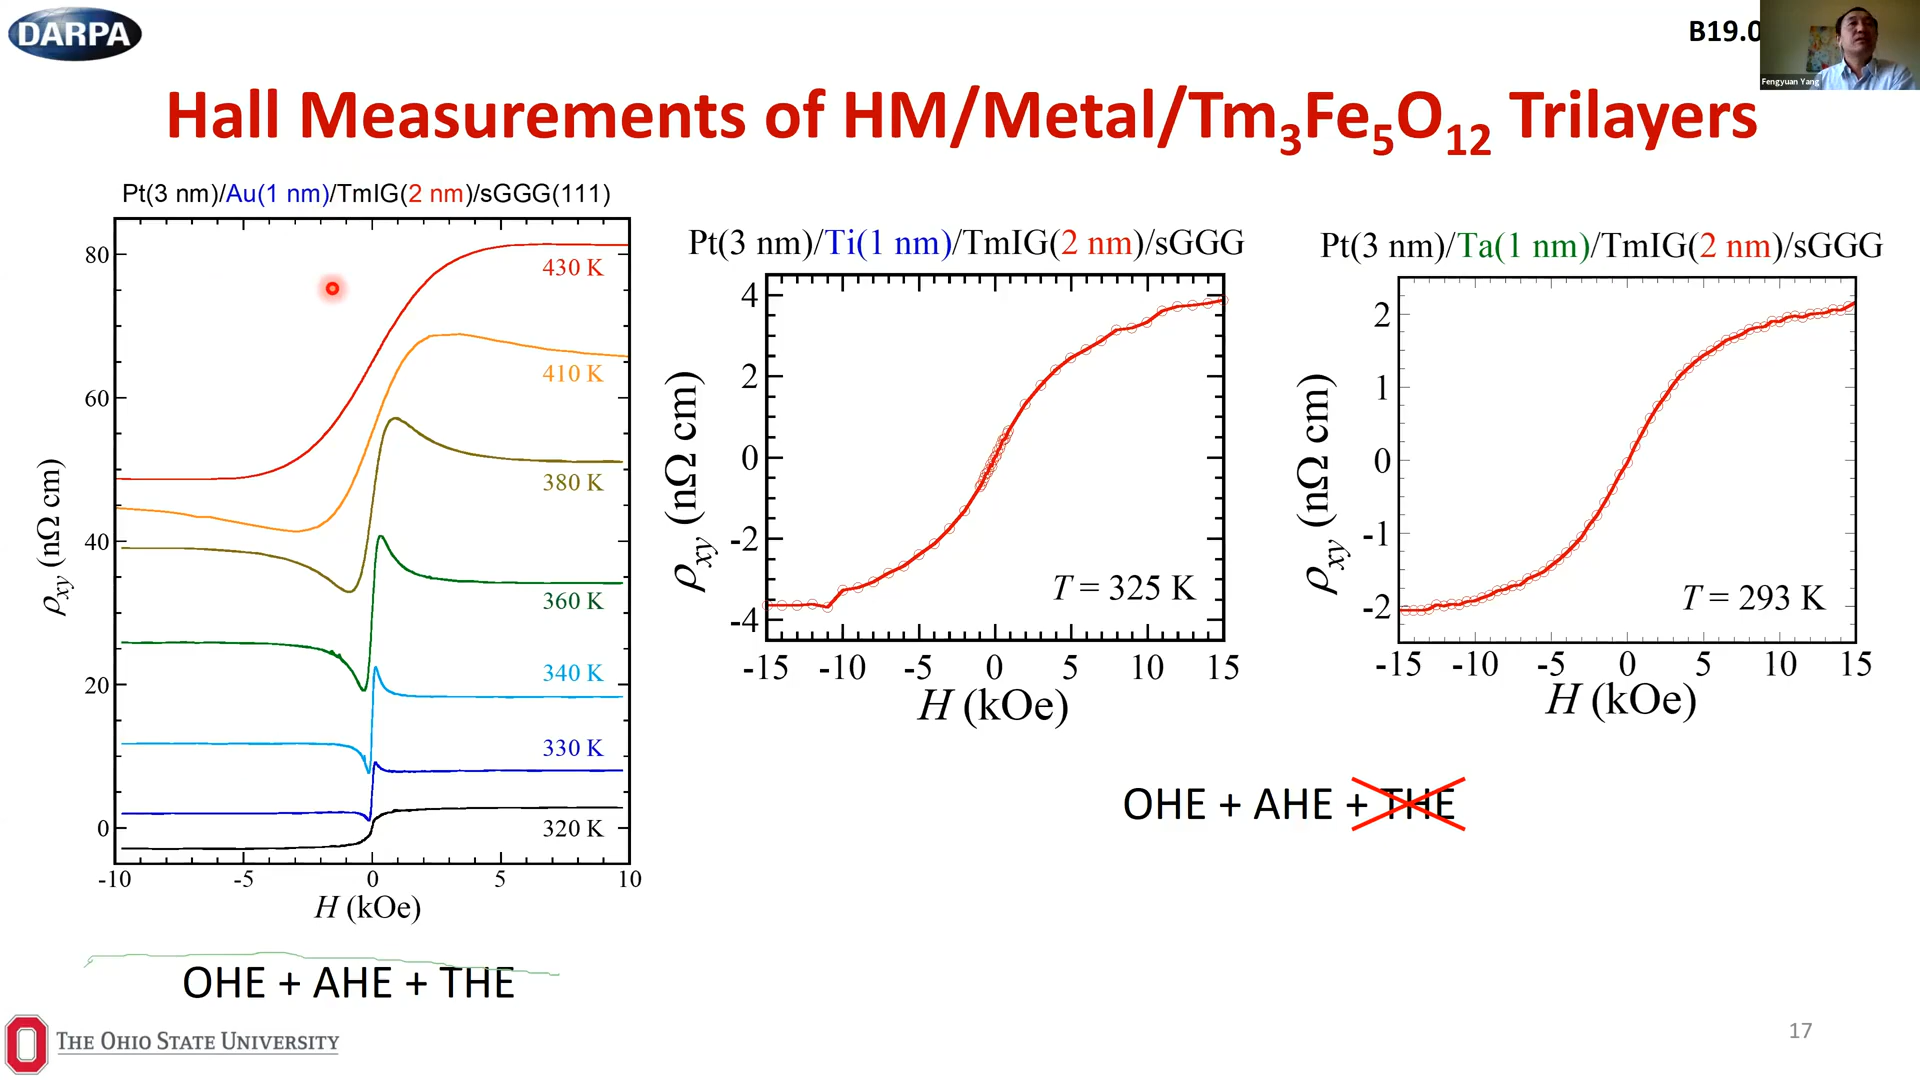 DARPA
B19.0
Fengyuan Yang
Hall Measurements of HM/Metal/Tm₃Fe₅O₁₂ Trilayers
Pt(3 nm)/Au(1 nm)/TmIG(2 nm)/sGGG(111)
80
60
40
20
0
ρxy (nΩ cm)
430 K
410 K
380 K
360 K
340 K
330 K
320 K
-10 -5 0 5 10
H (kOe)
OHE + AHE + THE
Pt(3 nm)/Ti(1 nm)/TmIG(2 nm)/sGGG
4
2
0
-2
-4
ρxy (nΩ cm)
T = 325 K
-15 -10 -5 0 5 10 15
H (kOe)
Pt(3 nm)/Ta(1 nm)/TmIG(2 nm)/sGGG
2
1
0
-1
-2
ρxy (nΩ cm)
T = 293 K
-15 -10 -5 0 5 10 15
H (kOe)
OHE + AHE + THE
THE OHIO STATE UNIVERSITY
17